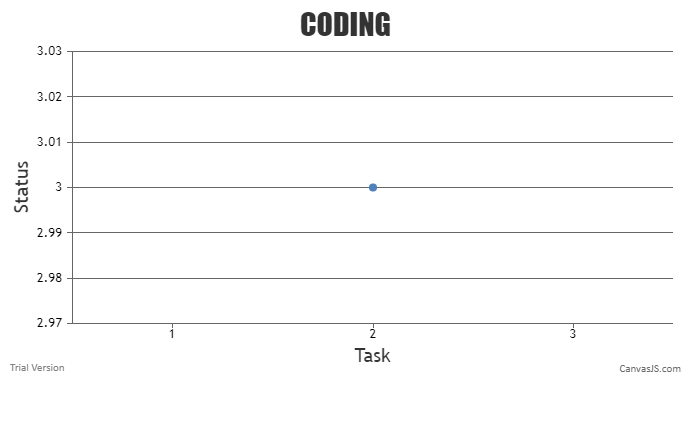 CODING
3.03
3.02
3.01
3
2.99
2.98
2.97
Status
1 2 3
Task
Trial Version
CanvasJS.com